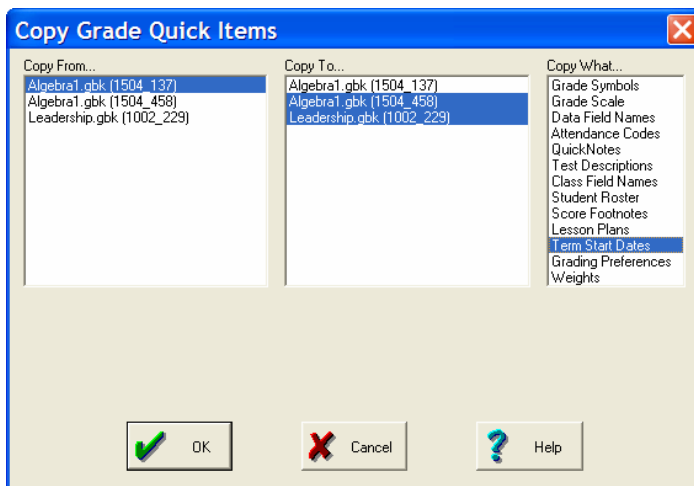 Copy Grade Quick Items
Copy From...
Algebra1.gbk (1504_137)
Algebra1.gbk (1504_458)
Leadership.gbk (1002_229)
Copy To...
Algebra1.gbk (1504_137)
Algebra1.gbk (1504_458)
Leadership.gbk (1002_229)
Copy What...
Grade Symbols
Grade Scale
Data Field Names
Attendance Codes
QuickNotes
Test Descriptions
Class Field Names
Student Roster
Score Footnotes
Lesson Plans
Term Start Dates
Grading Preferences
Weights
OK
Cancel
Help